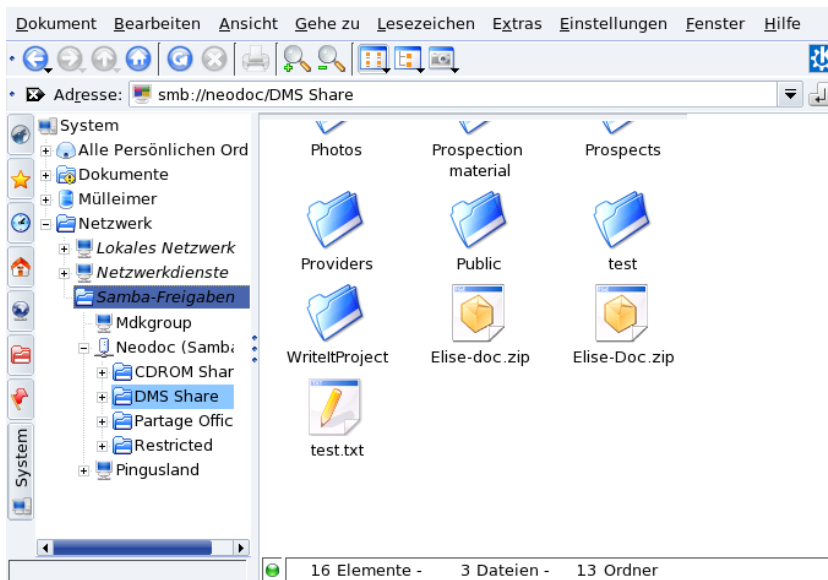 Dokument Bearbeiten Ansicht Gehe zu Lesezeichen Extras Einstellungen Fenster Hilfe
Adresse: smb://neodoc/DMS Share
System
Alle Persönlichen Ord
Dokumente
Mülleimer
Netzwerk
Lokales Netzwerk
Netzwerkdienste
Samba-Freigaben
Mdkgroup
Neodoc (Samba
CDROM Shar
DMS Share
Partage Offic
Restricted
Pingusland
System
Photos Prospection material Prospects
Providers Public test
WriteItProject Elise-doc.zip Elise-Doc.zip
test.txt
16 Elemente - 3 Dateien - 13 Ordner